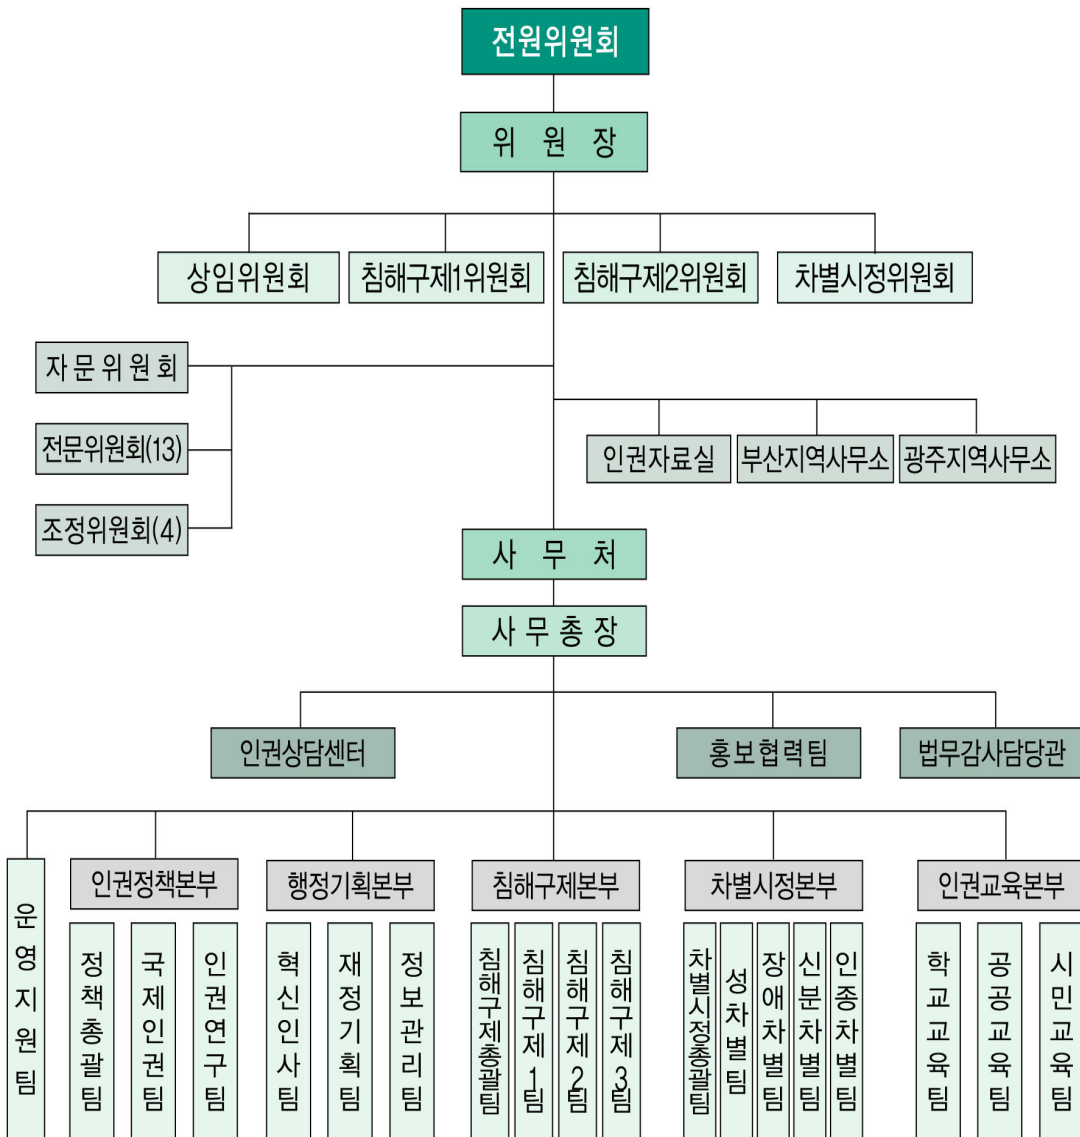 전원위원회
위 원 장
상임위원회
침해구제1위원회
침해구제2위원회
차별시정위원회
자문위원회
전문위원회(13)
조정위원회(4)
인권자료실
부산지역사무소
광주지역사무소
사 무 처
사무총장
인권상담센터
홍보협력팀
법무감사담당관
운영지원팀
인권정책본부
행정기획본부
침해구제본부
차별시정본부
인권교육본부
정책총괄팀
국제인권팀
인권연구팀
혁신인사팀
재정기획팀
정보관리팀
침해구제총괄팀
침해구제1팀
침해구제2팀
침해구제3팀
차별시정총괄팀
성차별팀
장애차별팀
신분차별팀
인종차별팀
학교교육팀
공공교육팀
시민교육팀